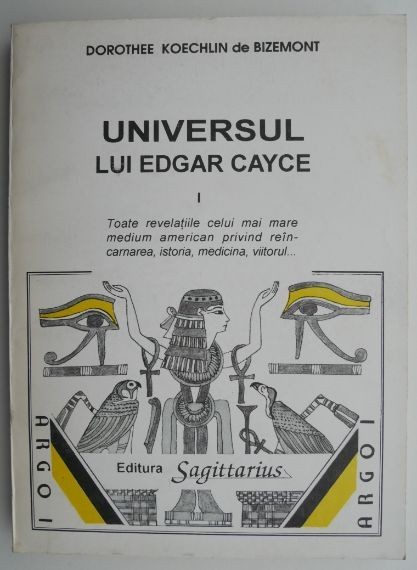 DOROTHEE KOECHLIN de BIZEMONT
UNIVERSUL
LUI EDGAR CAYCE
I
Toate revelațiile celui mai mare
medium american privind reîn-
carnarea, istoria, medicina, viitorul...
ARGO I
Editura Sagittarius
ARGO I